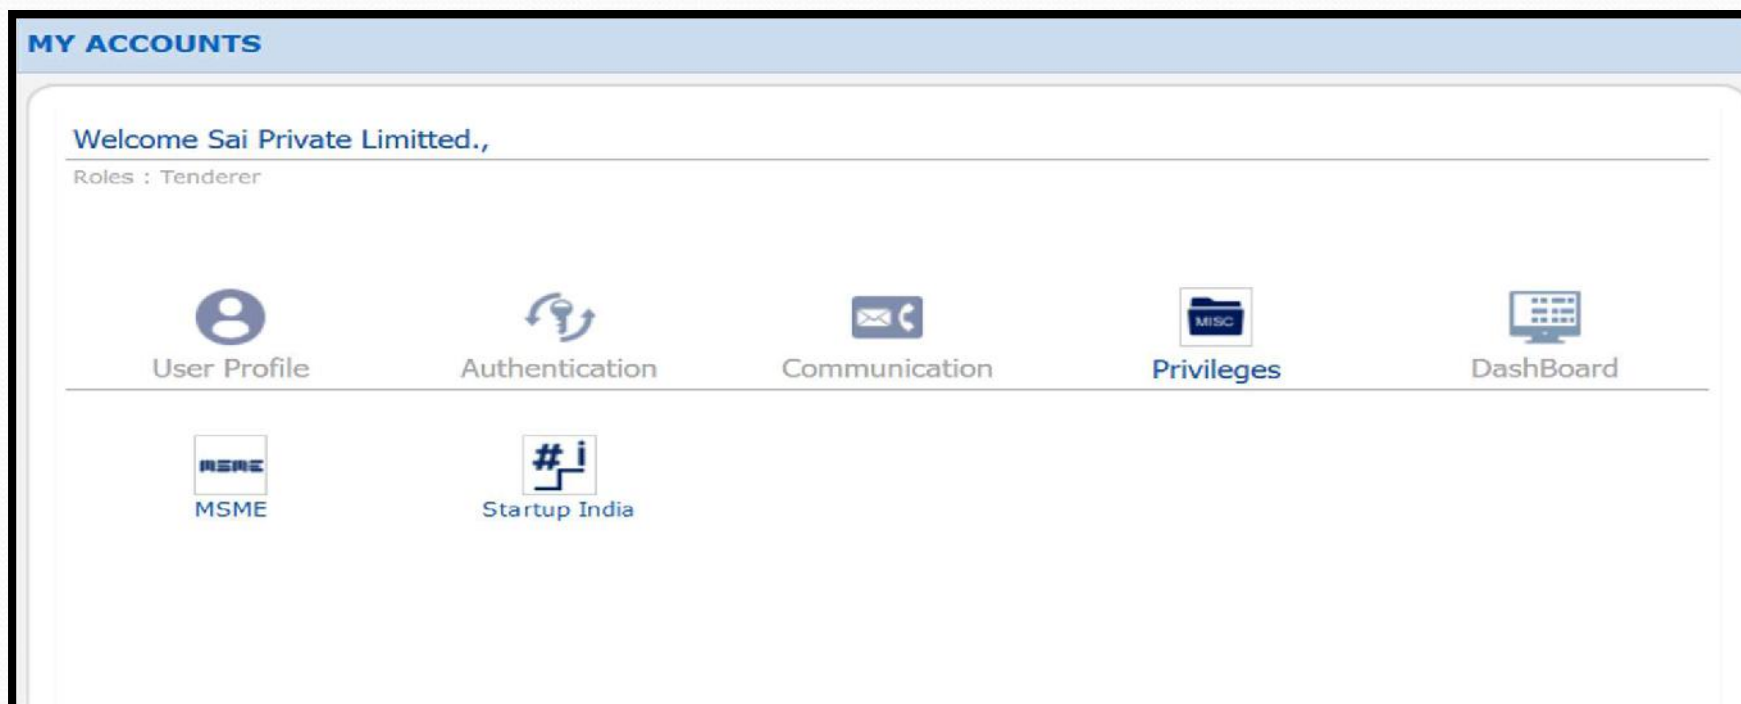 MY ACCOUNTS
Welcome Sai Private Limitted.,
Roles : Tenderer
MISC
User Profile Authentication Communication Privileges DashBoard
MSME
MSME Startup India